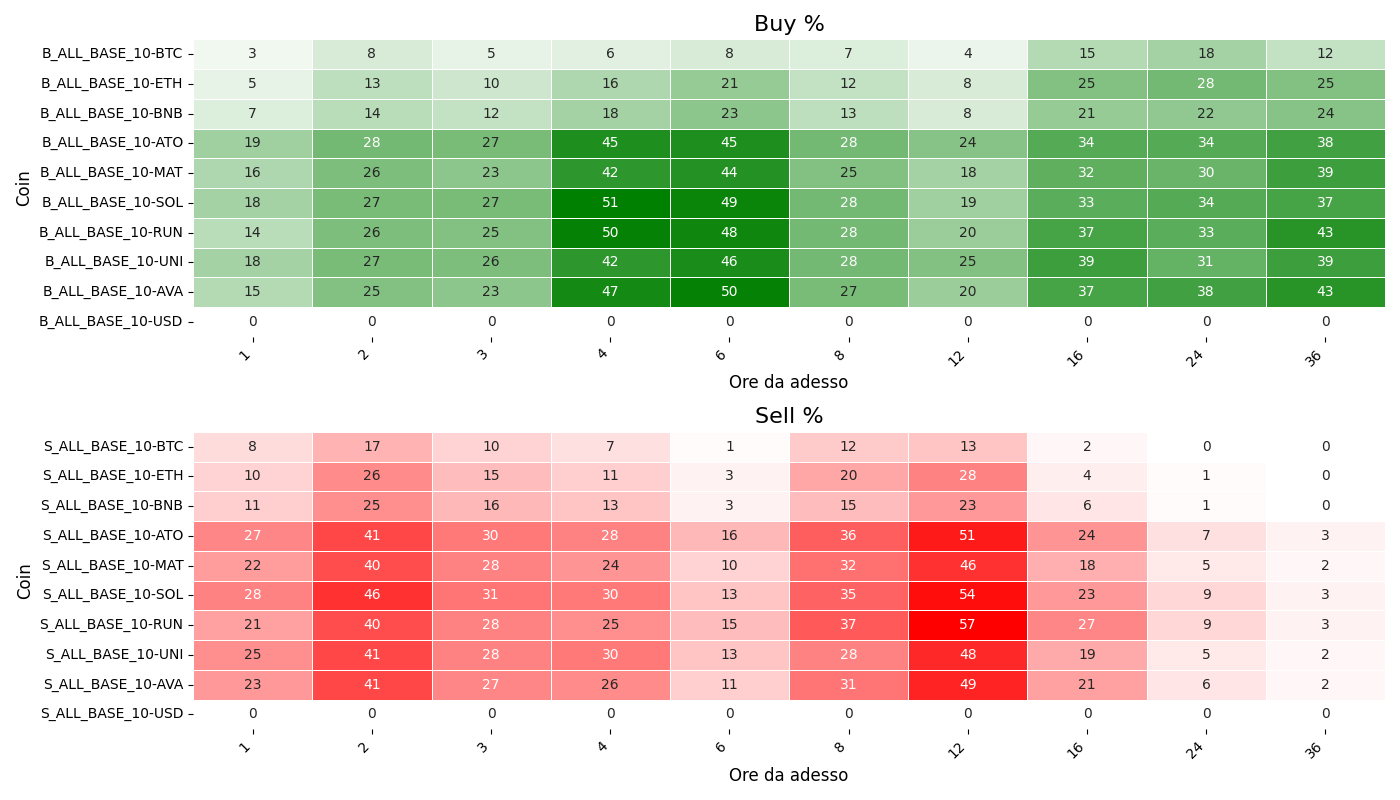 Buy %
Coin
B_ALL_BASE_10-BTC 3 8 5 6 8 7 4 15 18 12
B_ALL_BASE_10-ETH 5 13 10 16 21 12 8 25 28 25
B_ALL_BASE_10-BNB 7 14 12 18 23 13 8 21 22 24
B_ALL_BASE_10-ATO 19 28 27 45 45 28 24 34 34 38
B_ALL_BASE_10-MAT 16 26 23 42 44 25 18 32 30 39
B_ALL_BASE_10-SOL 18 27 27 51 49 28 19 33 34 37
B_ALL_BASE_10-RUN 14 26 25 50 48 28 20 37 33 43
B_ALL_BASE_10-UNI 18 27 26 42 46 28 25 39 31 39
B_ALL_BASE_10-AVA 15 25 23 47 50 27 20 37 38 43
B_ALL_BASE_10-USD 0 0 0 0 0 0 0 0 0 0
1 2 3 4 6 8 12 16 24 36
Ore da adesso
Sell %
Coin
S_ALL_BASE_10-BTC 8 17 10 7 1 12 13 2 0 0
S_ALL_BASE_10-ETH 10 26 15 11 3 20 28 4 1 0
S_ALL_BASE_10-BNB 11 25 16 13 3 15 23 6 1 0
S_ALL_BASE_10-ATO 27 41 30 28 16 36 51 24 7 3
S_ALL_BASE_10-MAT 22 40 28 24 10 32 46 18 5 2
S_ALL_BASE_10-SOL 28 46 31 30 13 35 54 23 9 3
S_ALL_BASE_10-RUN 21 40 28 25 15 37 57 27 9 3
S_ALL_BASE_10-UNI 25 41 28 30 13 28 48 19 5 2
S_ALL_BASE_10-AVA 23 41 27 26 11 31 49 21 6 2
S_ALL_BASE_10-USD 0 0 0 0 0 0 0 0 0 0
1 2 3 4 6 8 12 16 24 36
Ore da adesso